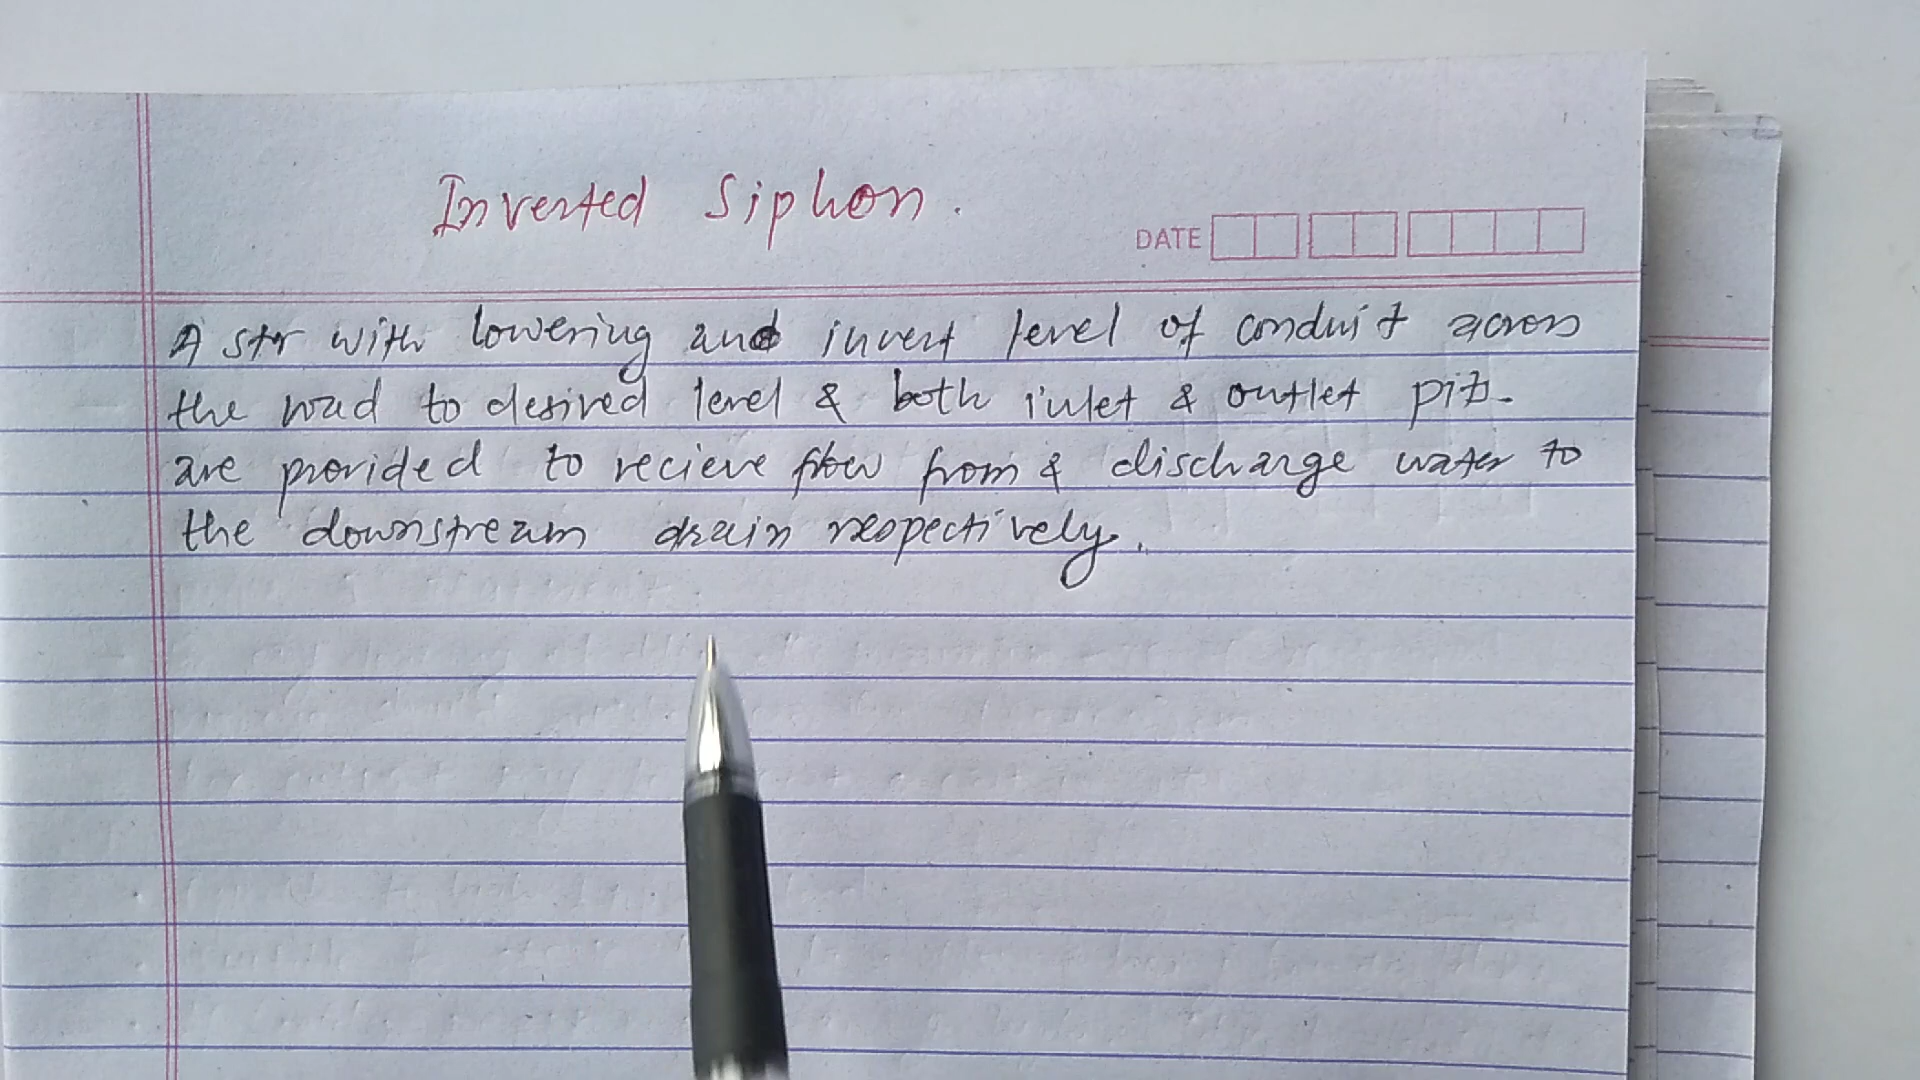 Inverted Siphon.
DATE
A str with lowering and invert level of conduit across
the road to desired level & both inlet & outlet pits
are provided to recieve flow from & discharge water to
the downstream drain respectively.